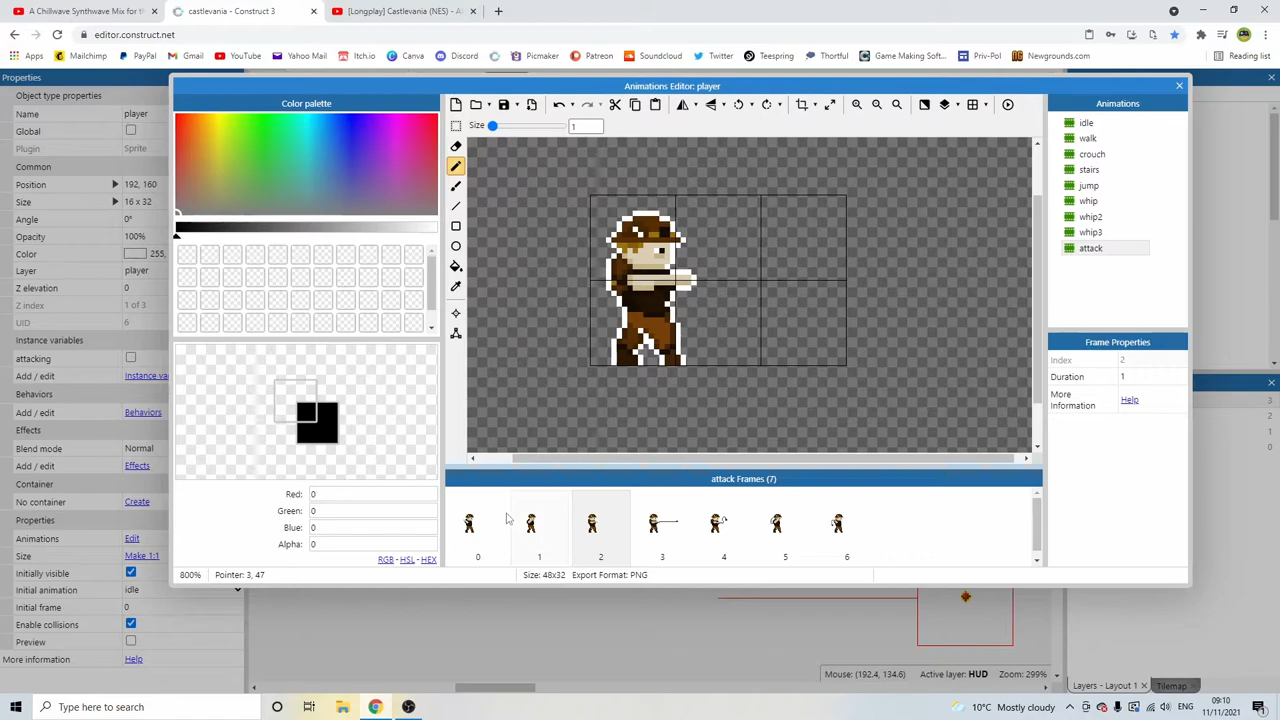 A Chillwave Synthwave Mix for th
castlevania - Construct 3
[Longplay] Castlevania (NES) - A
editor.construct.net
Apps
Mailchimp
PayPal
Gmail
YouTube
Yahoo Mail
Itch.io
Canva
Discord
Picmaker
Patreon
Soundcloud
Twitter
Teespring
Thortful
Game Making Soft...
Priv-Pol
Newgrounds.com
Reading list
Properties
Object type properties
Name player
Global
Plugin Sprite
Common
Position 192, 160
Size 16 x 32
Angle 0°
Opacity 100%
Color 255,
Layer player
Z elevation 0
Z index 1 of 3
UID 6
Instance variables
attacking
Add / edit Instance var
Behaviors
Add / edit Behaviors
Effects
Blend mode Normal
Add / edit Effects
Container
No container Create
Properties
Animations Edit
Size Make 1:1
Initially visible
Initial animation idle
Initial frame 0
Enable collisions
Preview
More information Help
Animations Editor: player
Color palette
Size 1
Red: 0
Green: 0
Blue: 0
Alpha: 0
RGB - HSL - HEX
attack Frames (7)
0 1 2 3 4 5 6
800% Pointer: 3, 47 Size: 48x32 Export Format: PNG
Animations
idle
walk
crouch
stairs
jump
whip
whip2
whip3
attack
Frame Properties
Index 2
Duration 1
More Information Help
3
2
1
0
Mouse: (192.4, 134.6) Active layer: HUD Zoom: 299%
Layers - Layout 1
Tilemap
Type here to search
10°C Mostly cloudy
09:10
11/11/2021